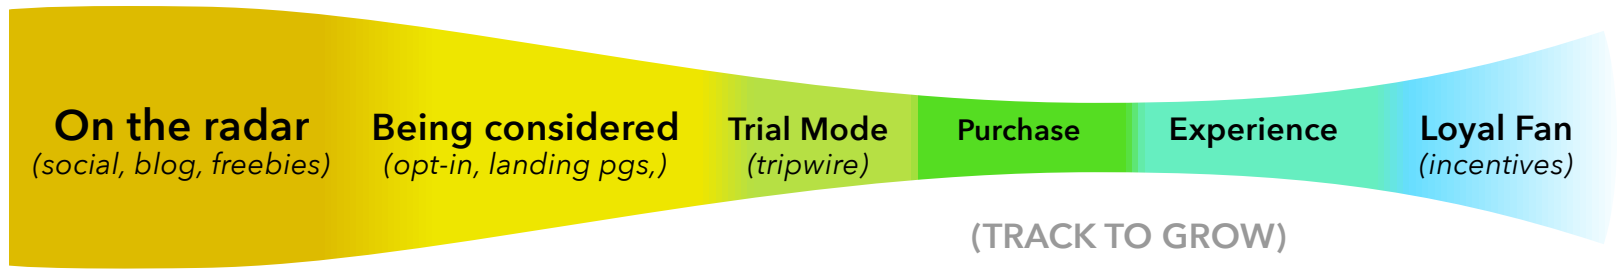 On the radar
(social, blog, freebies)
Being considered
(opt-in, landing pgs,)
Trial Mode
(tripwire)
Purchase
Experience
Loyal Fan
(incentives)
(TRACK TO GROW)